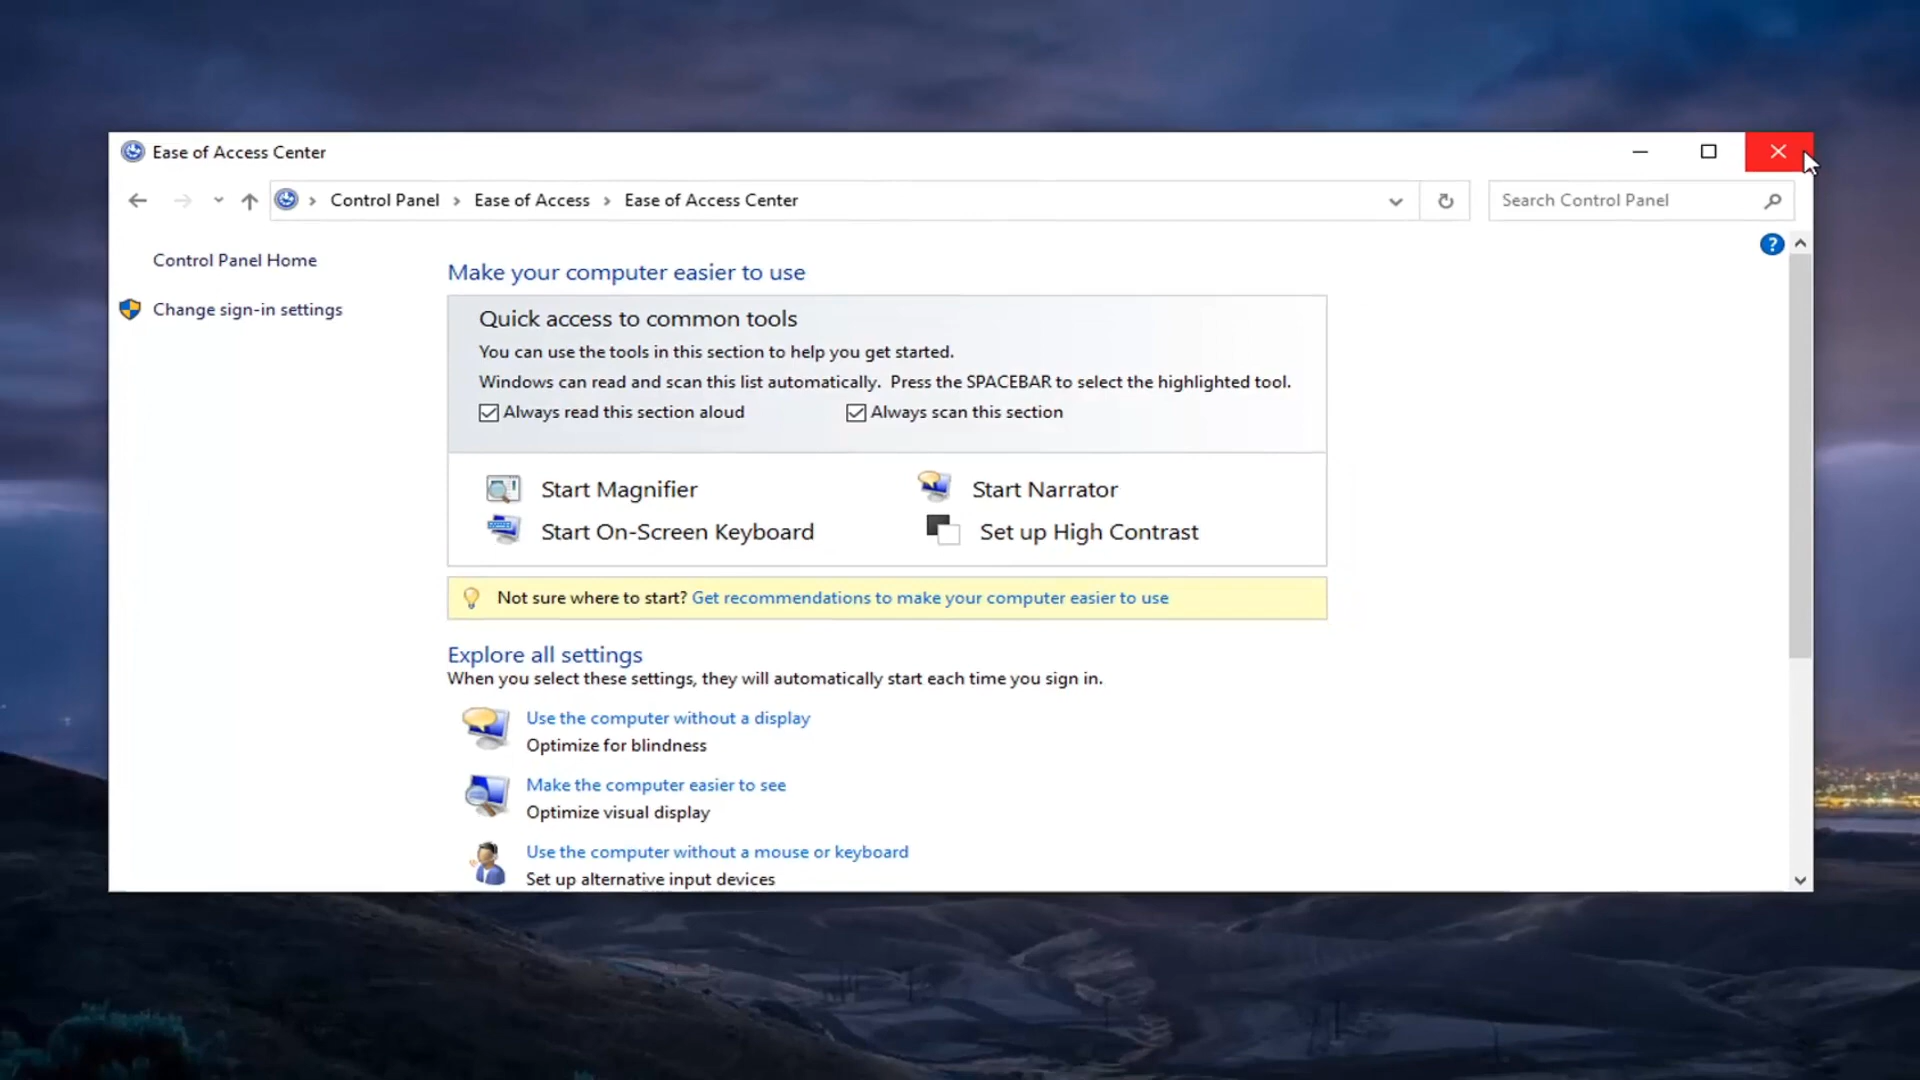 Ease of Access Center
Control Panel > Ease of Access > Ease of Access Center
Search Control Panel
Control Panel Home
Change sign-in settings
?
Make your computer easier to use
Quick access to common tools
You can use the tools in this section to help you get started.
Windows can read and scan this list automatically. Press the SPACEBAR to select the highlighted tool.
Always read this section aloud
Always scan this section
Start Magnifier
Start Narrator
Start On-Screen Keyboard
Set up High Contrast
Not sure where to start? Get recommendations to make your computer easier to use
Explore all settings
When you select these settings, they will automatically start each time you sign in.
Use the computer without a display
Optimize for blindness
Make the computer easier to see
Optimize visual display
Use the computer without a mouse or keyboard
Set up alternative input devices